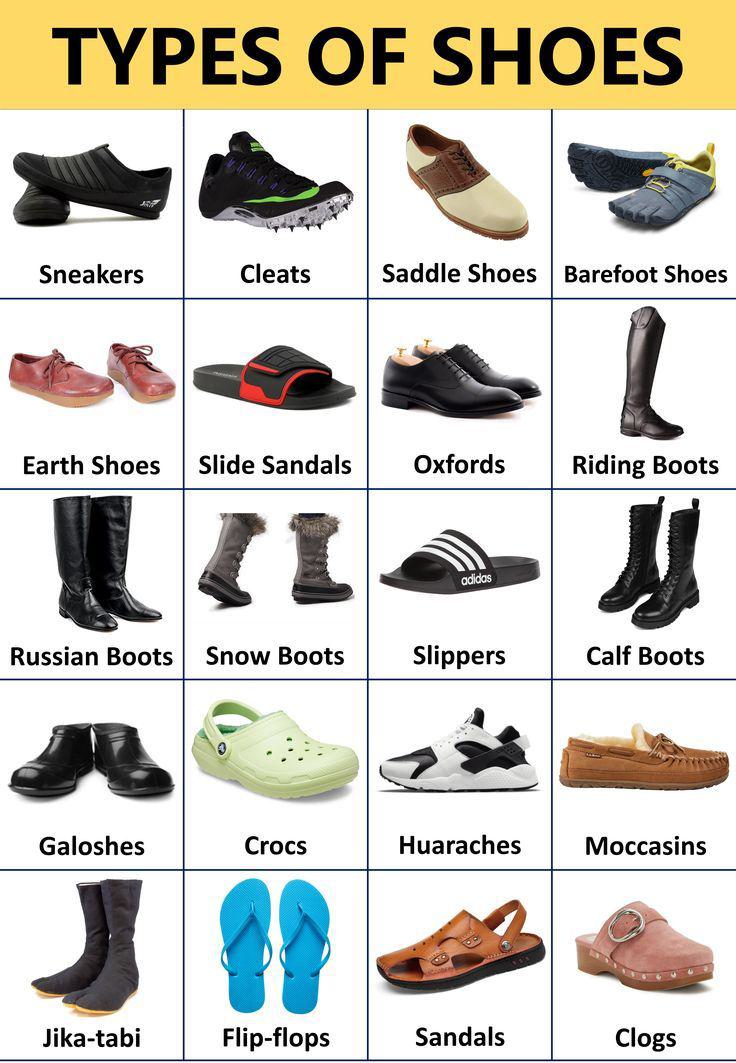 TYPES OF SHOES
Sneakers
Cleats
Saddle Shoes
Barefoot Shoes
Earth Shoes
Slide Sandals
Oxfords
Riding Boots
Russian Boots
Snow Boots
adidas
Slippers
Calf Boots
Galoshes
Crocs
Huaraches
Moccasins
Jika-tabi
Flip-flops
Sandals
Clogs